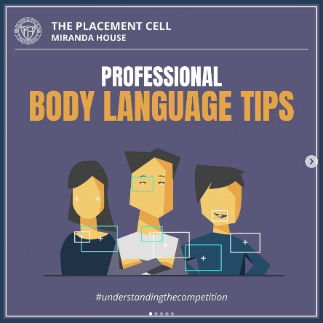 THE PLACEMENT CELL
MIRANDA HOUSE
PROFESSIONAL
BODY LANGUAGE TIPS
#understandingthecompetition